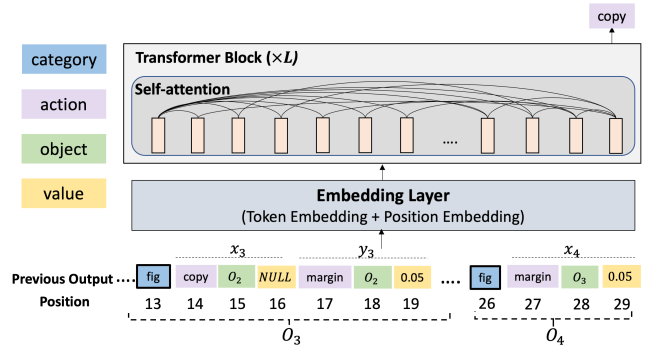 copy
category
action
object
value
Transformer Block (×L)
Self-attention
....
Embedding Layer
(Token Embedding + Position Embedding)
x₃ y₃ x₄
Previous Output .... fig copy O₂ NULL margin O₂ 0.05 .... fig margin O₃ 0.05
Position 13 14 15 16 17 18 19 26 27 28 29
O₃ O₄